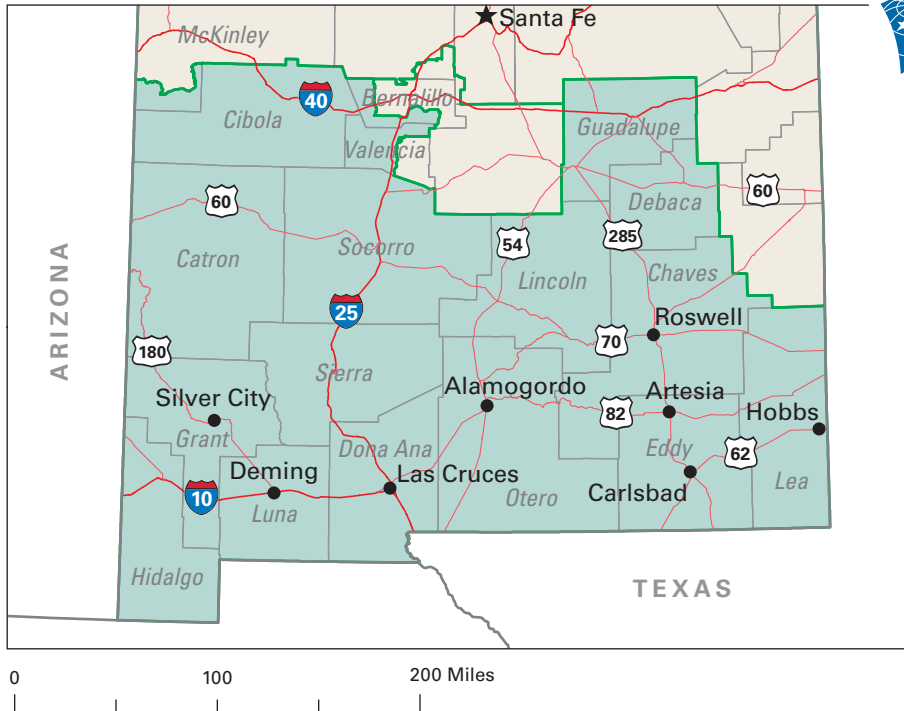 Santa Fe
McKinley
40
Bernalillo
Cibola
Guadalupe
Valencia
60
60
Debaca
285
54
Socorro
Catron
Lincoln
Chaves
ARIZONA
25
Roswell
70
180
Sierra
Alamogordo
Artesia
Silver City
82
Hobbs
Grant
Dona Ana
Eddy
62
Deming
Las Cruces
Lea
Carlsbad
10
Otero
Luna
Hidalgo
TEXAS
0
100
200 Miles